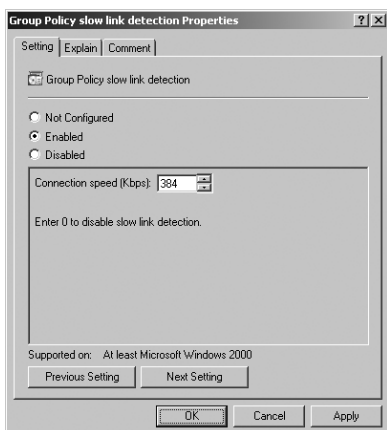 Group Policy slow link detection Properties
Setting Explain Comment
Group Policy slow link detection
Not Configured
Enabled
Disabled
Connection speed (Kbps): 384
Enter 0 to disable slow link detection.
Supported on: At least Microsoft Windows 2000
Previous Setting Next Setting
OK Cancel Apply